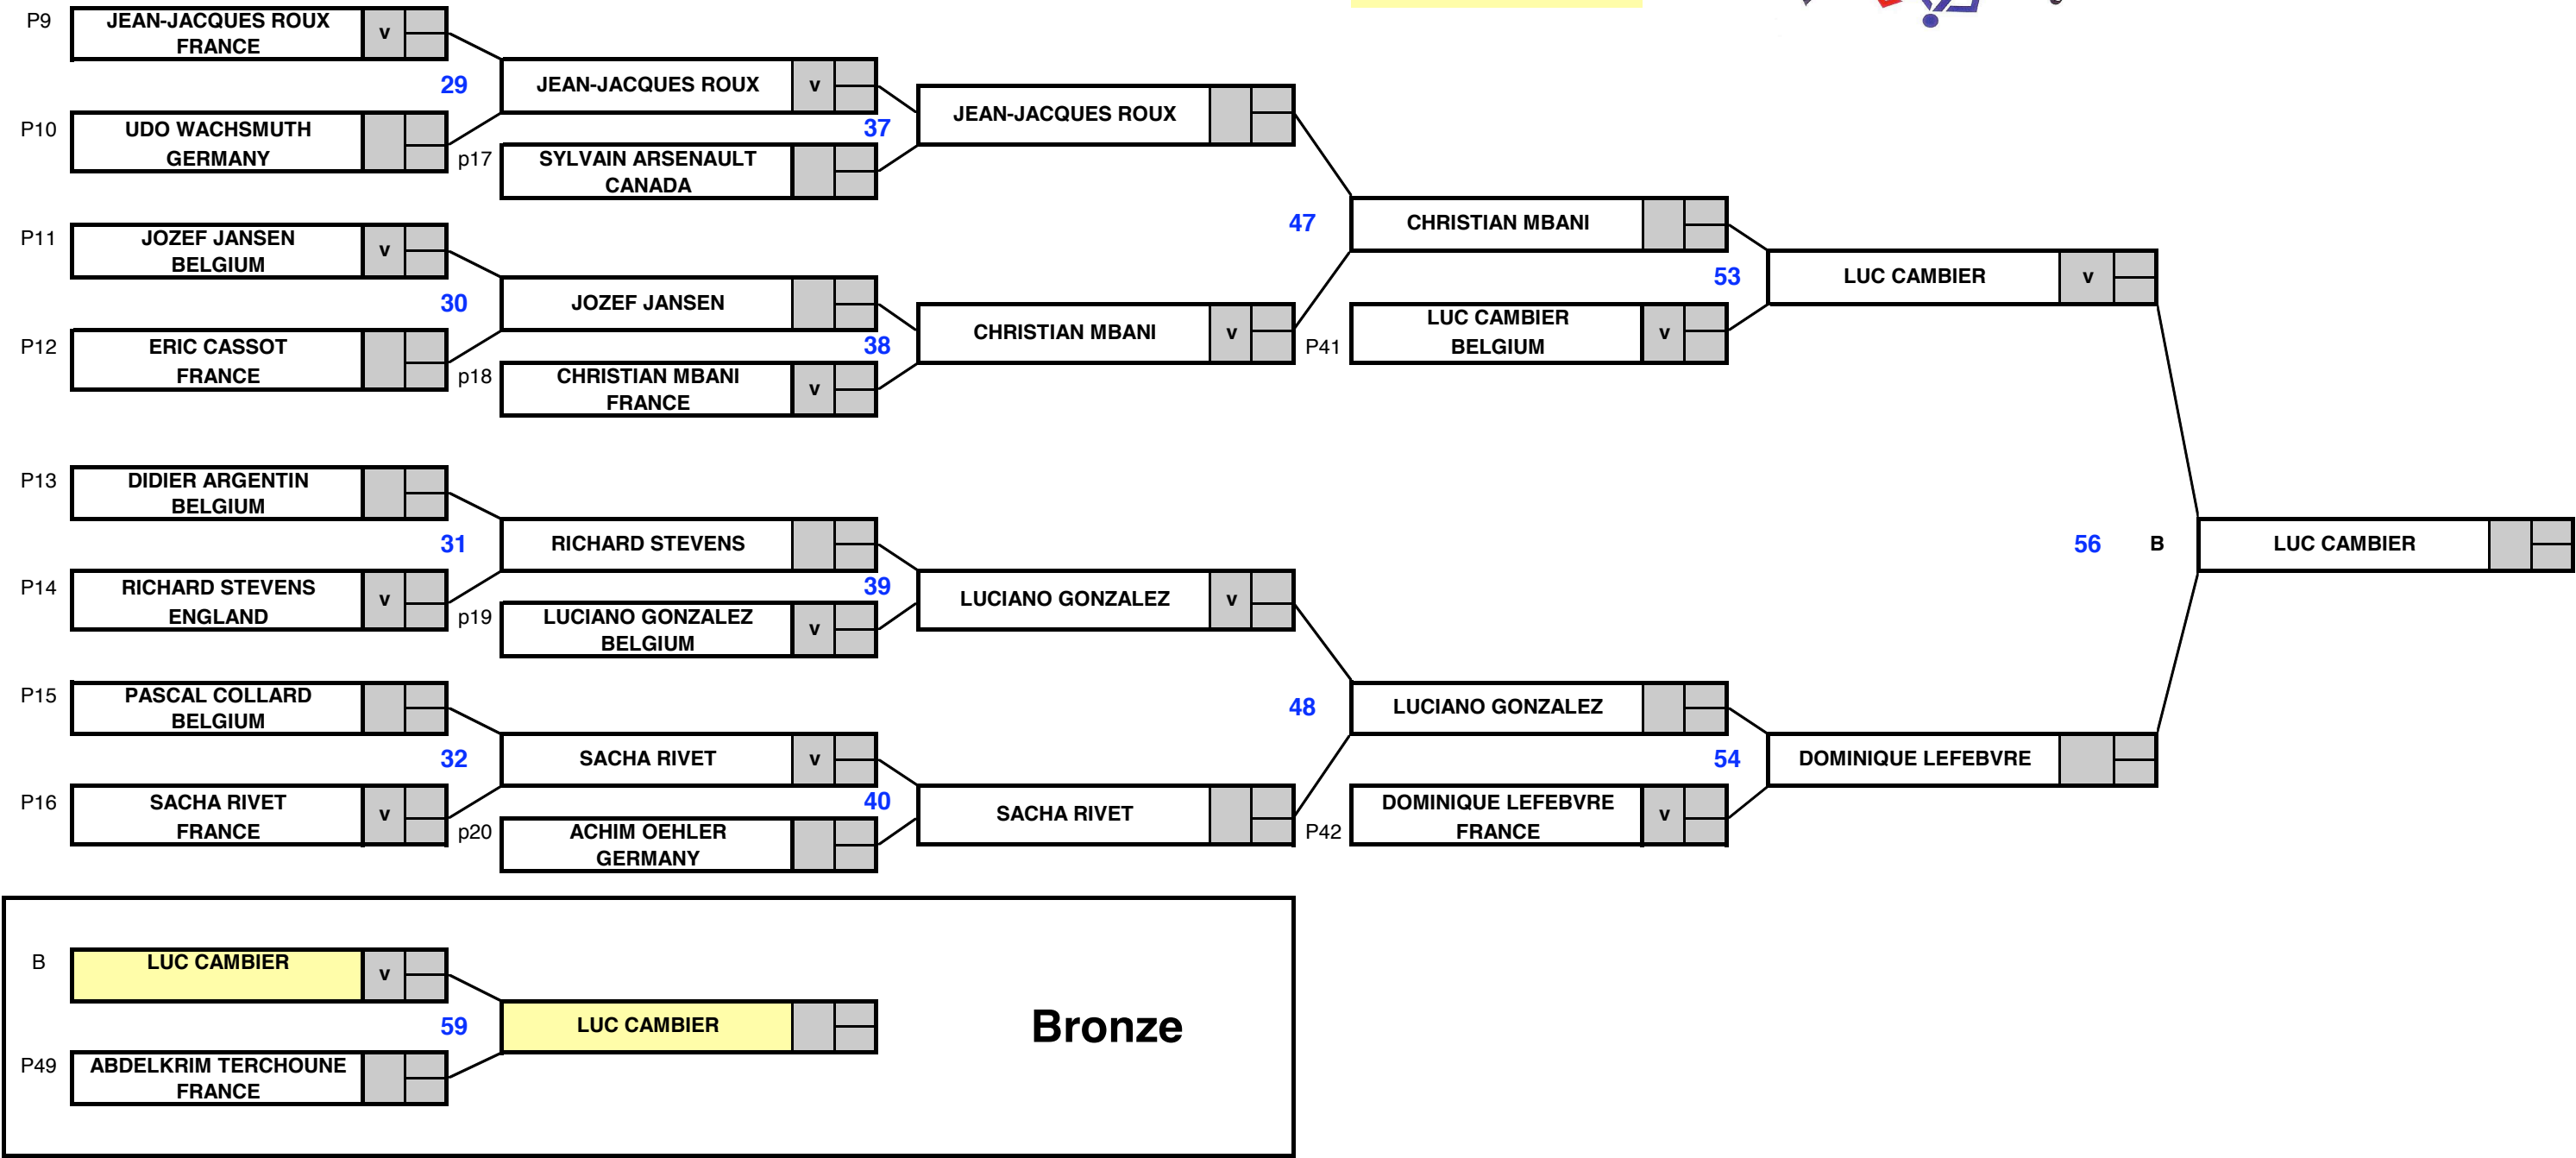 P9
JEAN-JACQUES ROUX
FRANCE
v
29
P10
UDO WACHSMUTH
GERMANY
JEAN-JACQUES ROUX
v
37
p17
SYLVAIN ARSENAULT
CANADA
JEAN-JACQUES ROUX
P11
JOZEF JANSEN
BELGIUM
v
30
P12
ERIC CASSOT
FRANCE
JOZEF JANSEN
38
p18
CHRISTIAN MBANI
FRANCE
v
CHRISTIAN MBANI
v
47
CHRISTIAN MBANI
53
P41
LUC CAMBIER
BELGIUM
v
LUC CAMBIER
v
P13
DIDIER ARGENTIN
BELGIUM
31
P14
RICHARD STEVENS
ENGLAND
v
RICHARD STEVENS
39
p19
LUCIANO GONZALEZ
BELGIUM
v
LUCIANO GONZALEZ
v
P15
PASCAL COLLARD
BELGIUM
32
P16
SACHA RIVET
FRANCE
v
SACHA RIVET
v
40
p20
ACHIM OEHLER
GERMANY
SACHA RIVET
48
LUCIANO GONZALEZ
54
P42
DOMINIQUE LEFEBVRE
FRANCE
v
DOMINIQUE LEFEBVRE
56
B
LUC CAMBIER
B
LUC CAMBIER
v
59
P49
ABDELKRIM TERCHOUNE
FRANCE
LUC CAMBIER
Bronze